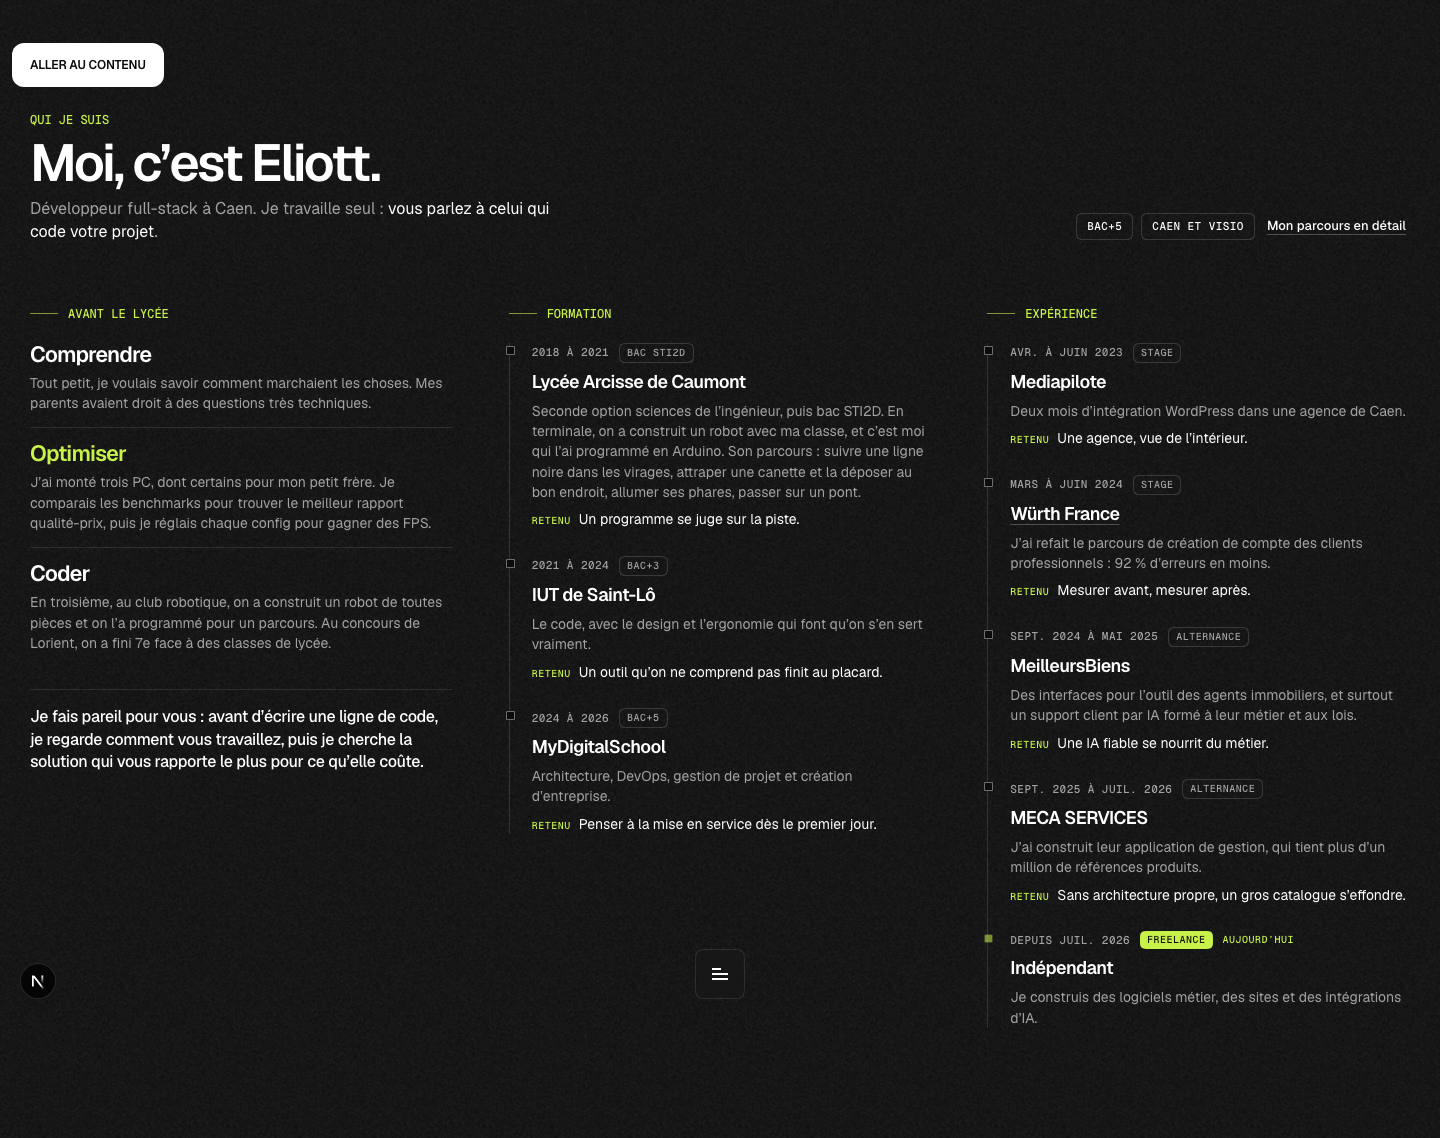 ALLER AU CONTENU
QUI JE SUIS
Moi, c’est Eliott.
Développeur full-stack à Caen. Je travaille seul : vous parlez à celui qui
code votre projet.
BAC+5
CAEN ET VISIO
Mon parcours en détail
AVANT LE LYCÉE
Comprendre
Tout petit, je voulais savoir comment marchaient les choses. Mes
parents avaient droit à des questions très techniques.
Optimiser
J’ai monté trois PC, dont certains pour mon petit frère. Je
comparais les benchmarks pour trouver le meilleur rapport
qualité-prix, puis je réglais chaque config pour gagner des FPS.
Coder
En troisième, au club robotique, on a construit un robot de toutes
pièces et on l’a programmé pour un parcours. Au concours de
Lorient, on a fini 7e face à des classes de lycée.
Je fais pareil pour vous : avant d’écrire une ligne de code,
je regarde comment vous travaillez, puis je cherche la
solution qui vous rapporte le plus pour ce qu’elle coûte.
FORMATION
2018 À 2021 BAC STI2D
Lycée Arcisse de Caumont
Seconde option sciences de l’ingénieur, puis bac STI2D. En
terminale, on a construit un robot avec ma classe, et c’est moi
qui l’ai programmé en Arduino. Son parcours : suivre une ligne
noire dans les virages, attraper une canette et la déposer au
bon endroit, allumer ses phares, passer sur un pont.
RETENU Un programme se juge sur la piste.
2021 À 2024 BAC+3
IUT de Saint-Lô
Le code, avec le design et l’ergonomie qui font qu’on s’en sert
vraiment.
RETENU Un outil qu’on ne comprend pas finit au placard.
2024 À 2026 BAC+5
MyDigitalSchool
Architecture, DevOps, gestion de projet et création
d’entreprise.
RETENU Penser à la mise en service dès le premier jour.
EXPÉRIENCE
AVR. À JUIN 2023 STAGE
Mediapilote
Deux mois d’intégration WordPress dans une agence de Caen.
RETENU Une agence, vue de l’intérieur.
MARS À JUIN 2024 STAGE
Würth France
J’ai refait le parcours de création de compte des clients
professionnels : 92 % d’erreurs en moins.
RETENU Mesurer avant, mesurer après.
SEPT. 2024 À MAI 2025 ALTERNANCE
MeilleursBiens
Des interfaces pour l’outil des agents immobiliers, et surtout
un support client par IA formé à leur métier et aux lois.
RETENU Une IA fiable se nourrit du métier.
SEPT. 2025 À JUIL. 2026 ALTERNANCE
MECA SERVICES
J’ai construit leur application de gestion, qui tient plus d’un
million de références produits.
RETENU Sans architecture propre, un gros catalogue s’effondre.
DEPUIS JUIL. 2026 FREELANCE AUJOURD’HUI
Indépendant
Je construis des logiciels métier, des sites et des intégrations
d’IA.
N